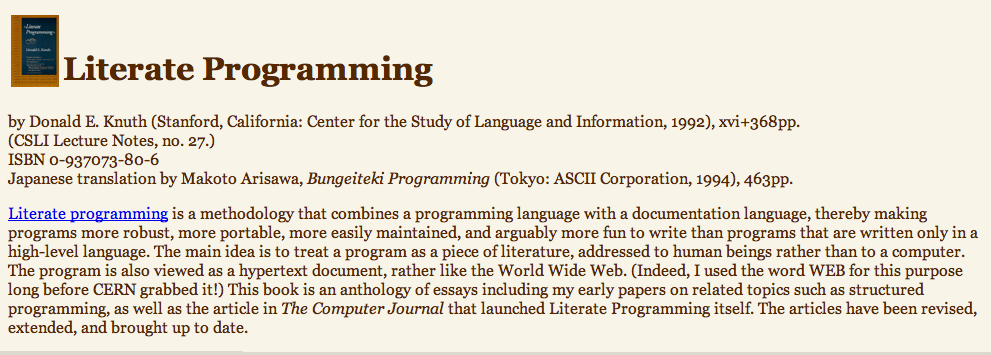 Literate Programming
Donald E. Knuth
Literate Programming
by Donald E. Knuth (Stanford, California: Center for the Study of Language and Information, 1992), xvi+368pp.
(CSLI Lecture Notes, no. 27.)
ISBN 0-937073-80-6
Japanese translation by Makoto Arisawa, Bungeiteki Programming (Tokyo: ASCII Corporation, 1994), 463pp.
Literate programming is a methodology that combines a programming language with a documentation language, thereby making
programs more robust, more portable, more easily maintained, and arguably more fun to write than programs that are written only in a
high-level language. The main idea is to treat a program as a piece of literature, addressed to human beings rather than to a computer.
The program is also viewed as a hypertext document, rather like the World Wide Web. (Indeed, I used the word WEB for this purpose
long before CERN grabbed it!) This book is an anthology of essays including my early papers on related topics such as structured
programming, as well as the article in The Computer Journal that launched Literate Programming itself. The articles have been revised,
extended, and brought up to date.